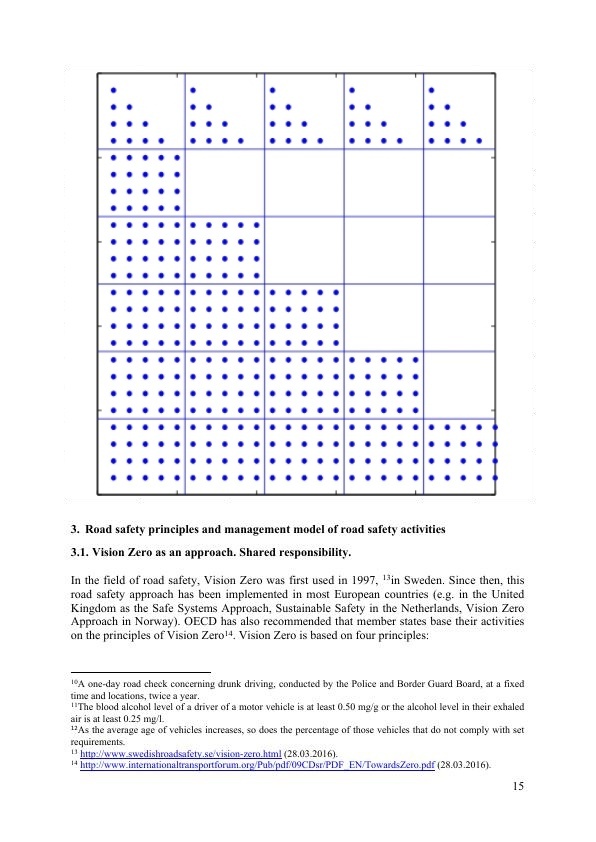 3. Road safety principles and management model of road safety activities
3.1. Vision Zero as an approach. Shared responsibility.
In the field of road safety, Vision Zero was first used in 1997, ¹³in Sweden. Since then, this
road safety approach has been implemented in most European countries (e.g. in the United
Kingdom as the Safe Systems Approach, Sustainable Safety in the Netherlands, Vision Zero
Approach in Norway). OECD has also recommended that member states base their activities
on the principles of Vision Zero¹⁴. Vision Zero is based on four principles:
¹⁰A one-day road check concerning drunk driving, conducted by the Police and Border Guard Board, at a fixed
time and locations, twice a year.
¹¹The blood alcohol level of a driver of a motor vehicle is at least 0.50 mg/g or the alcohol level in their exhaled
air is at least 0.25 mg/l.
¹²As the average age of vehicles increases, so does the percentage of those vehicles that do not comply with set
requirements.
¹³ http://www.swedishroadsafety.se/vision-zero.html (28.03.2016).
¹⁴ http://www.internationaltransportforum.org/Pub/pdf/09CDsr/PDF_EN/TowardsZero.pdf (28.03.2016).
15